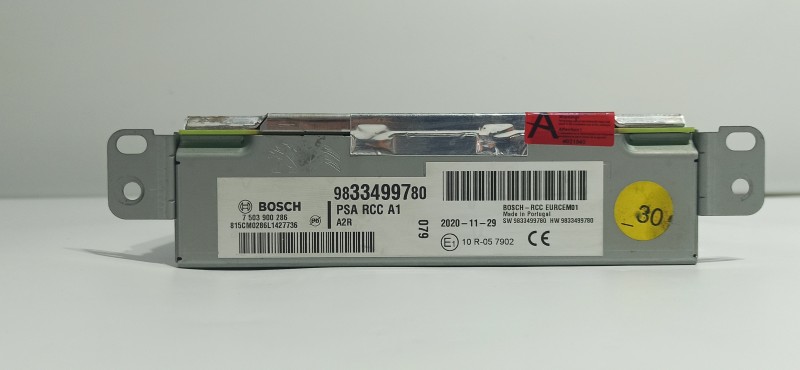 A
BOSCH
7 503 900 286
815CM0286L1427736
9833499780
PSA RCC A1
A2R
079
2020-11-29
E1 10 R-05 7902 CE
BOSCH-RCC EURCEM01
Made in Portugal
SW 9833499780 HW 9833499780
30